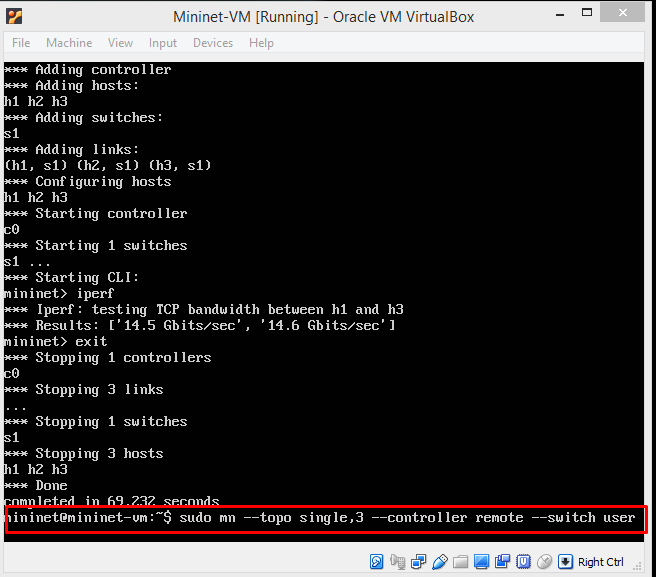 Mininet-VM [Running] - Oracle VM VirtualBox
File Machine View Input Devices Help
*** Adding controller
*** Adding hosts:
h1 h2 h3
*** Adding switches:
s1
*** Adding links:
(h1, s1) (h2, s1) (h3, s1)
*** Configuring hosts
h1 h2 h3
*** Starting controller
c0
*** Starting 1 switches
s1 ...
*** Starting CLI:
mininet> iperf
*** Iperf: testing TCP bandwidth between h1 and h3
*** Results: ['14.5 Gbits/sec', '14.6 Gbits/sec']
mininet> exit
*** Stopping 1 controllers
c0
*** Stopping 3 links
...
*** Stopping 1 switches
s1
*** Stopping 3 hosts
h1 h2 h3
*** Done
completed in 69.232 seconds
mininet@mininet-vm:~$ sudo mn --topo single,3 --controller remote --switch user
Right Ctrl